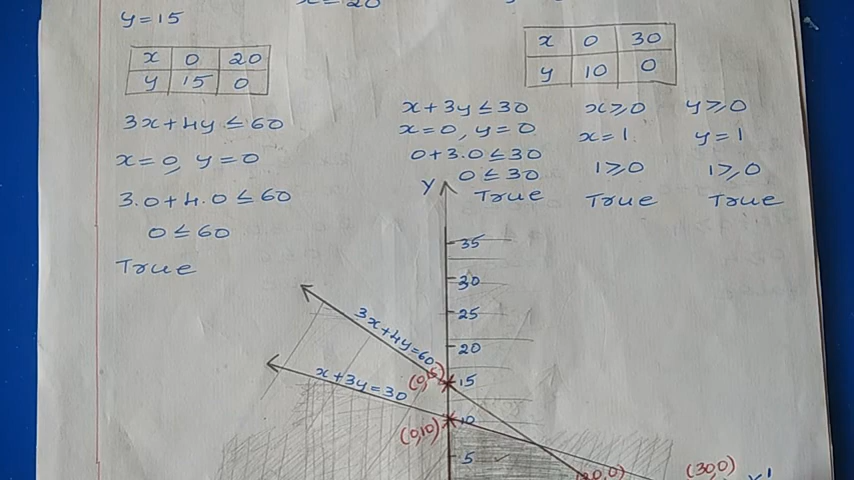 x=20
y=15
x 0 20
y 15 0
3x+4y≤60
x=0, y=0
3.0+4.0≤60
0≤60
True
x 0 30
y 10 0
x+3y≤30
x=0, y=0
0+3.0≤30
0≤30
True
x≥0
x=1
1≥0
True
y≥0
y=1
1≥0
True
Y
35
30
25
20
15
10
5
3x+4y=60
x+3y=30
(0,15)
(0,10)
(20,0)
(30,0)